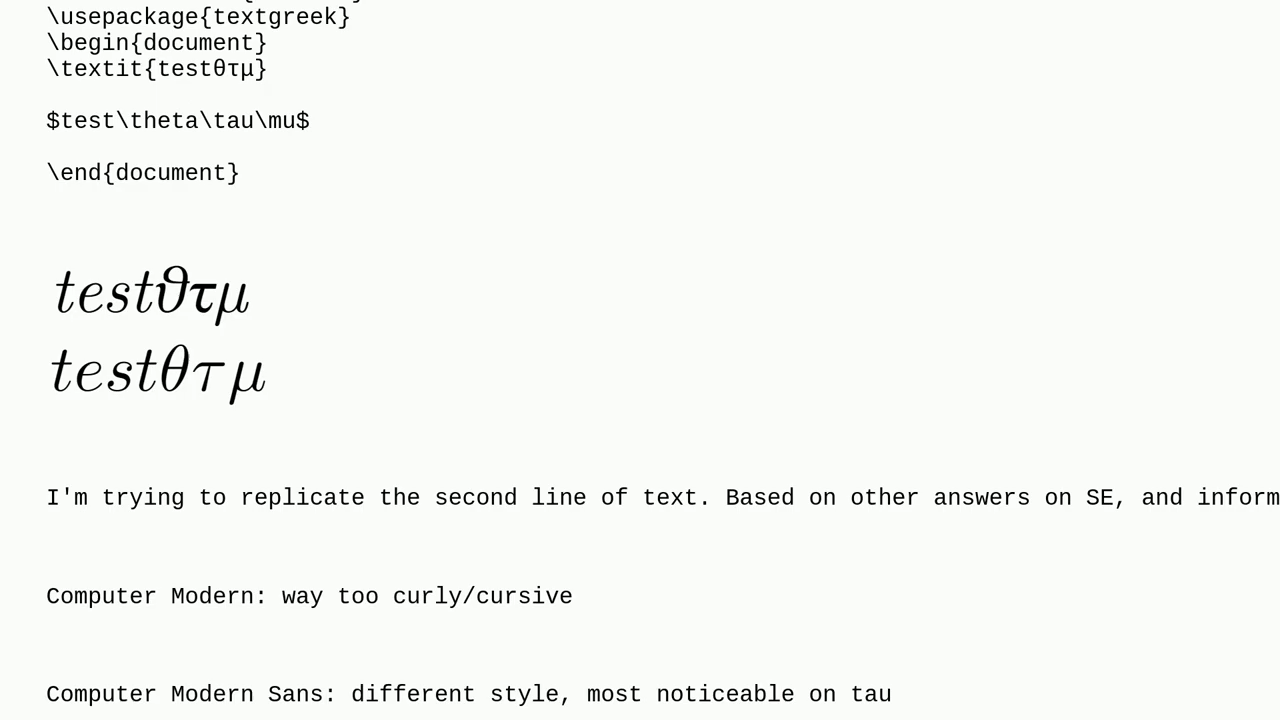 \usepackage{textgreek}
\begin{document}
\textit{testθτμ}
$test\theta\tau\mu$
\end{document}
testϑτμ
testθτμ
I'm trying to replicate the second line of text. Based on other answers on SE, and inform
Computer Modern: way too curly/cursive
Computer Modern Sans: different style, most noticeable on tau